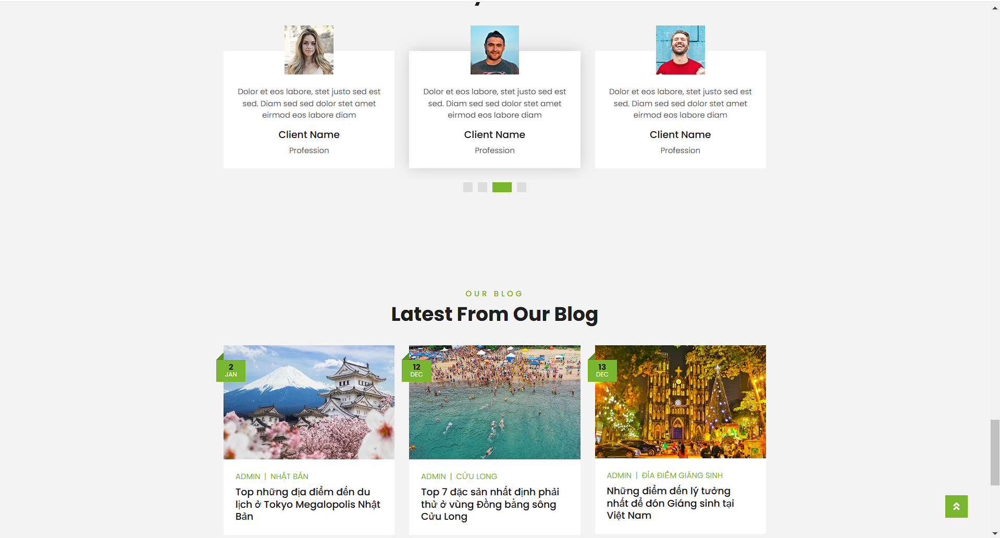 Dolor et eos labore, stet justo sed est
sed. Diam sed sed dolor stet amet
eirmod eos labore diam
Client Name
Profession
Dolor et eos labore, stet justo sed est
sed. Diam sed sed dolor stet amet
eirmod eos labore diam
Client Name
Profession
Dolor et eos labore, stet justo sed est
sed. Diam sed sed dolor stet amet
eirmod eos labore diam
Client Name
Profession
OUR BLOG
Latest From Our Blog
2
JAN
ADMIN | NHẬT BẢN
Top những địa điểm đến du
lịch ở Tokyo Megalopolis Nhật
Bản
12
DEC
ADMIN | CỬU LONG
Top 7 đặc sản nhất định phải
thử ở vùng Đồng bằng sông
Cửu Long
13
DEC
ADMIN | ĐỈA ĐIỂM GIÁNG SINH
Những điểm đến lý tưởng
nhất để đón Giáng sinh tại
Việt Nam